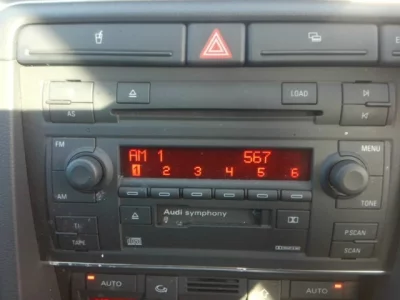 LOAD
AS
FM
MENU
AM 1 567
1 2 3 4 5 6
AM
TONE
Audi symphony
TAPE
P.SCAN
SCAN
AUTO
AUTO